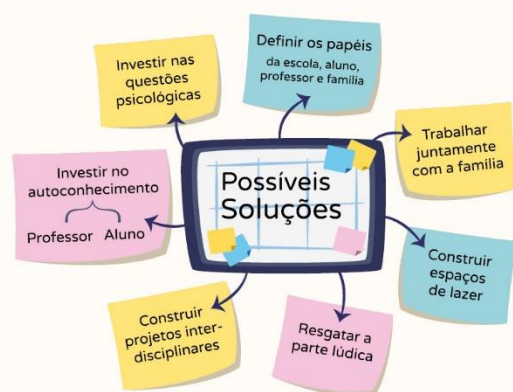 Possíveis
Soluções
Definir os papéis
da escola, aluno,
professor e família
Trabalhar
juntamente
com a família
Construir
espaços
de lazer
Resgatar a
parte lúdica
Construir
projetos inter-
disciplinares
Investir no
autoconhecimento
Professor Aluno
Investir nas
questões
psicológicas